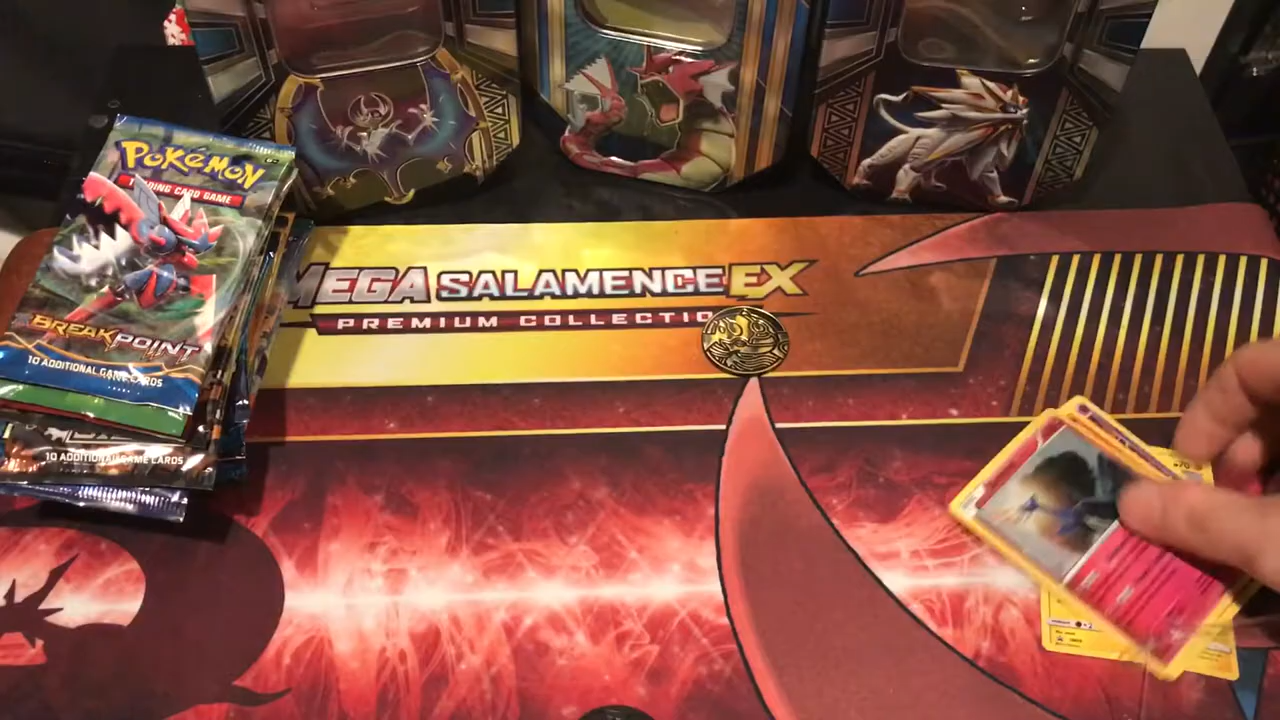 POKéMON
TRADING CARD GAME
BREAKPOINT
10 ADDITIONAL GAME CARDS
10 ADDITIONAL GAME CARDS
MEGA SALAMENCE EX
PREMIUM COLLECTIO